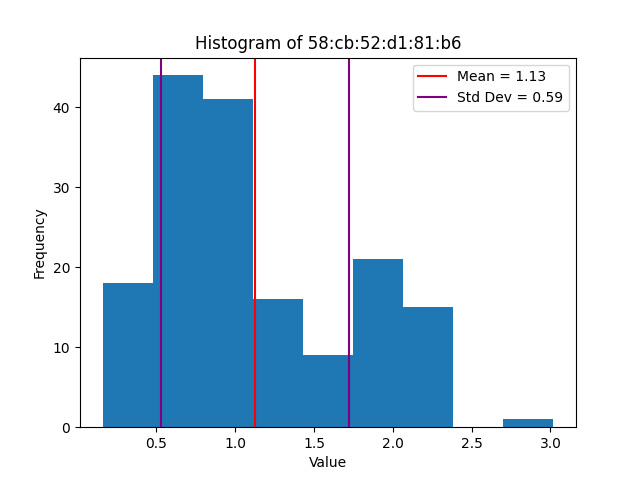 Histogram of 58:cb:52:d1:81:b6
Mean = 1.13
Std Dev = 0.59
Frequency
40
30
20
10
0
0.5 1.0 1.5 2.0 2.5 3.0
Value